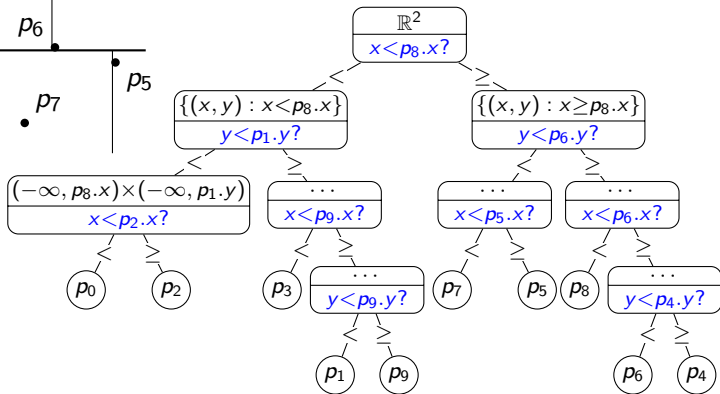 p₆
p₅
p₇
ℝ²
x<p₈.x?
< ≥
{(x, y) : x<p₈.x}
y<p₁.y?
{(x, y) : x≥p₈.x}
y<p₆.y?
< ≥ < ≥
(−∞, p₈.x)×(−∞, p₁.y)
x<p₂.x?
· · ·
x<p₉.x?
· · ·
x<p₅.x?
· · ·
x<p₆.x?
< ≥ < ≥ < ≥ < ≥
p₀ p₂ p₃
· · ·
y<p₉.y?
p₇ p₅ p₈
· · ·
y<p₄.y?
< ≥ < ≥
p₁ p₉ p₆ p₄